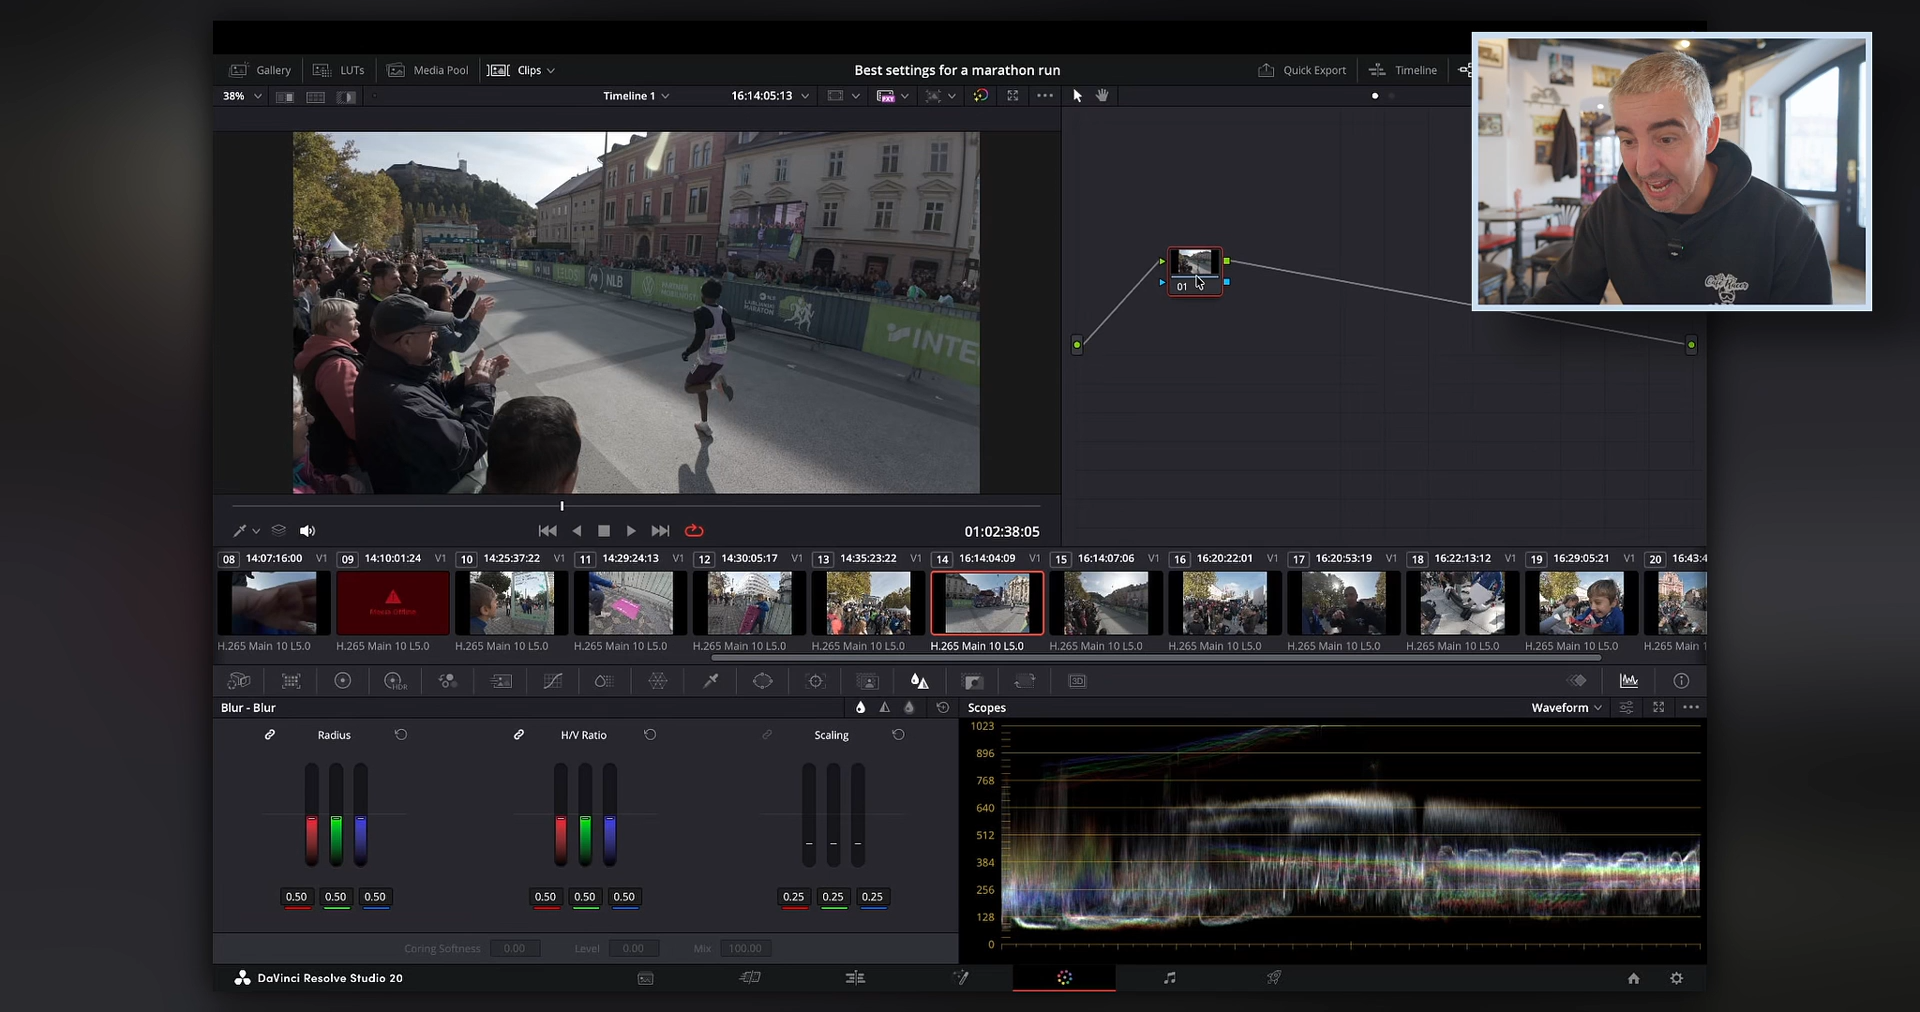 Gallery LUTs Media Pool Clips Best settings for a marathon run Quick Export Timeline
38% Timeline 1 16:14:05:13
NLB
INTE
01
01:02:38:05
08 14:07:16:00 V1 09 14:10:01:24 V1 10 14:25:37:22 V1 11 14:29:24:13 V1 12 14:30:05:17 V1 13 14:35:23:22 V1 14 16:14:04:09 V1 15 16:14:07:06 V1 16 16:20:22:01 V1 17 16:20:53:19 V1 18 16:22:13:12 V1 19 16:29:05:21 V1 20 16:43:4
Media Offline
H.265 Main 10 L5.0 H.265 Main 10 L5.0 H.265 Main 10 L5.0 H.265 Main 10 L5.0 H.265 Main 10 L5.0 H.265 Main 10 L5.0 H.265 Main 10 L5.0 H.265 Main 10 L5.0 H.265 Main 10 L5.0 H.265 Main 10 L5.0 H.265 Main 10 L5.0 H.265 Main 10 L5.0 H.265 Main 10
HDR 3D
Blur - Blur Scopes Waveform
Radius H/V Ratio Scaling
1023
896
768
640
512
384
256
128
0
0.50 0.50 0.50 0.50 0.50 0.50 0.25 0.25 0.25
Coring Softness 0.00 Level 0.00 Mix 100.00
DaVinci Resolve Studio 20